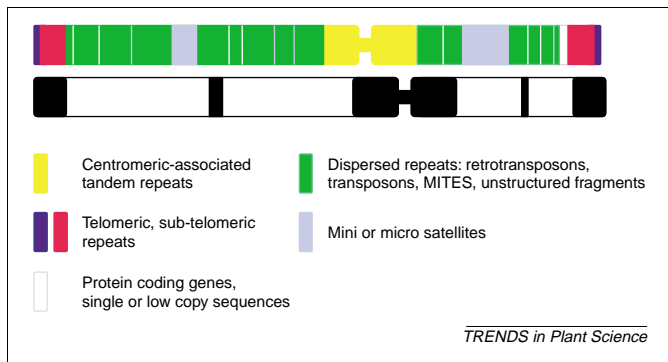 Centromeric-associated
tandem repeats
Dispersed repeats: retrotransposons,
transposons, MITES, unstructured fragments
Telomeric, sub-telomeric
repeats
Mini or micro satellites
Protein coding genes,
single or low copy sequences
TRENDS in Plant Science